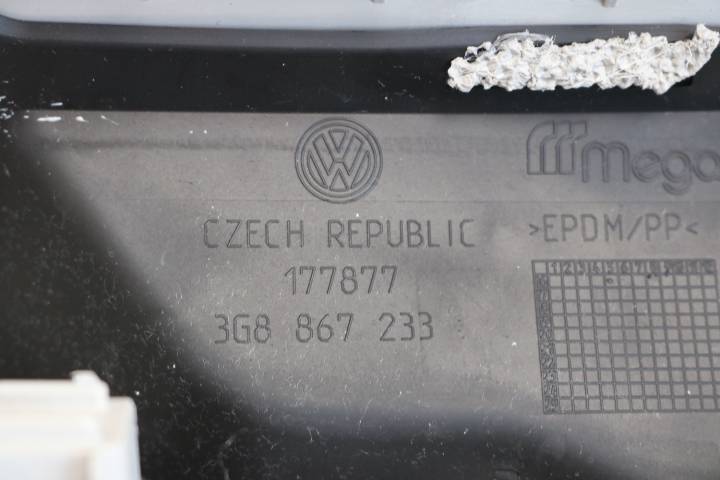 VW
mega
CZECH REPUBLIC >EPDM/PP<
177877
3G8 867 233